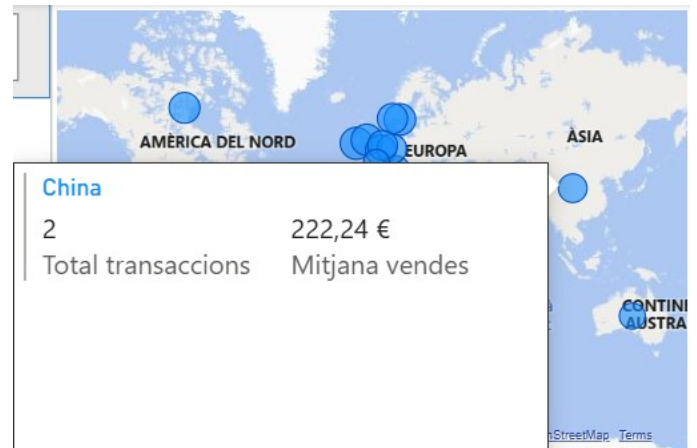 AMÈRICA DEL NORD
EUROPA
ÀSIA
China
2
222,24 €
Total transaccions
Mitjana vendes
CONTINI
AUSTRA
nStreetMap Terms